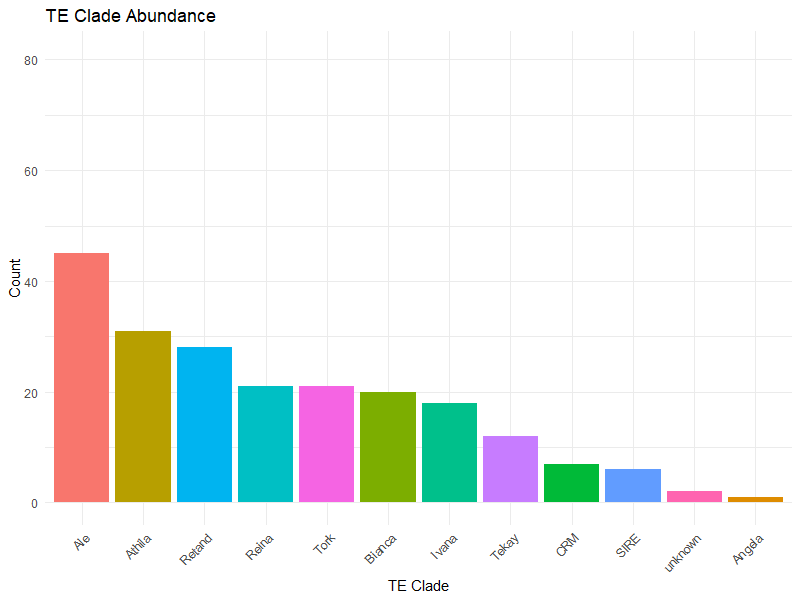 TE Clade Abundance
80
60
40
20
0
Count
Ale
Athila
Retand
Reina
Tork
Bianca
Ivana
Tekay
CRM
SIRE
unknown
Angela
TE Clade